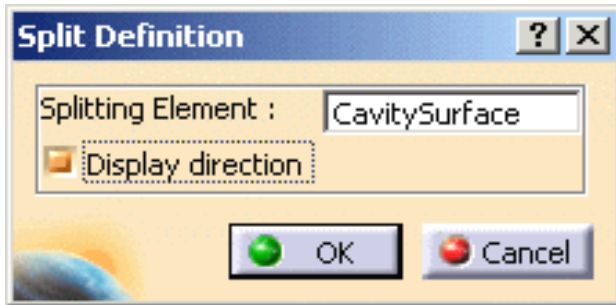 Split Definition ?
Splitting Element : CavitySurface
Display direction
OK Cancel